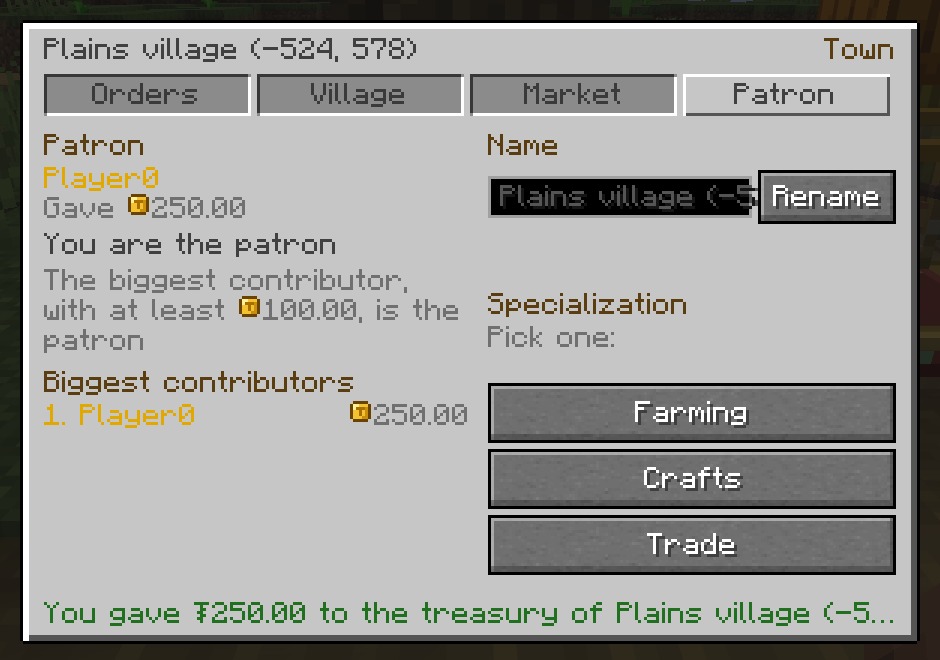 Plains village (-524, 578)
Town
Orders
Village
Market
Patron
Patron
Player0
Gave 250.00
You are the patron
The biggest contributor,
with at least 100.00, is the
patron
Biggest contributors
1. Player0 250.00
Name
Plains village (-5
Rename
Specialization
Pick one:
Farming
Crafts
Trade
You gave ₮250.00 to the treasury of Plains village (-5...